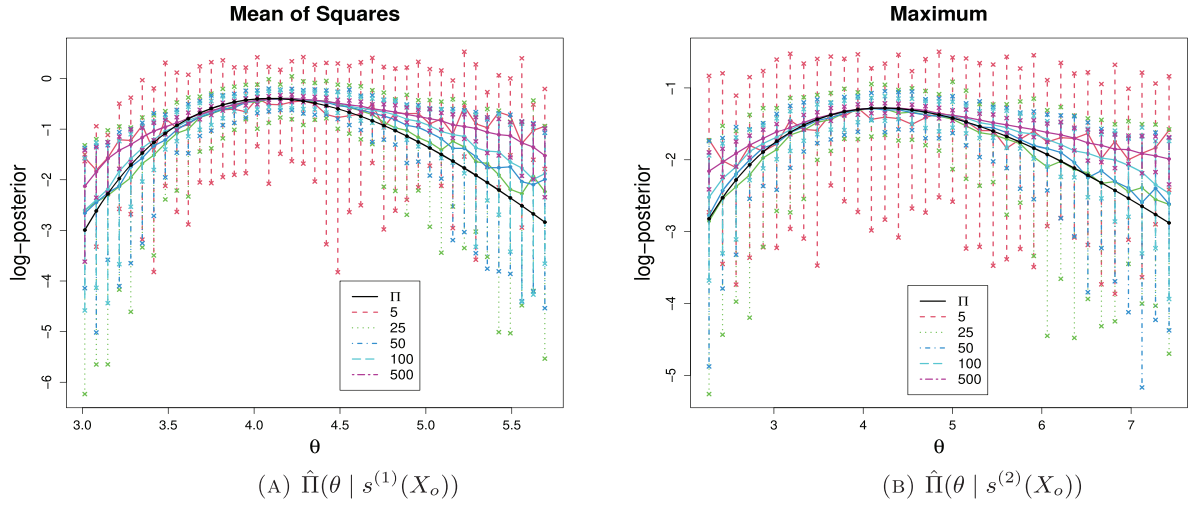 Mean of Squares
log−posterior
0
−1
−2
−3
−4
−5
−6
Π
5
25
50
100
500
3.0 3.5 4.0 4.5 5.0 5.5
θ
(A) Π̂(θ | s⁽¹⁾(Xₒ))
Maximum
log−posterior
−1
−2
−3
−4
−5
Π
5
25
50
100
500
3 4 5 6 7
θ
(B) Π̂(θ | s⁽²⁾(Xₒ))